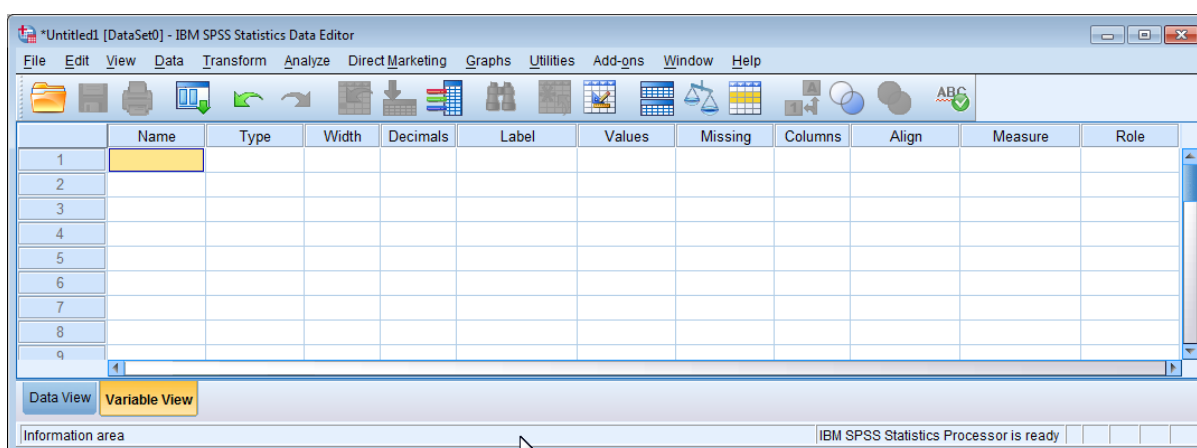 *Untitled1 [DataSet0] - IBM SPSS Statistics Data Editor
File Edit View Data Transform Analyze Direct Marketing Graphs Utilities Add-ons Window Help
A 14 ABC
Name Type Width Decimals Label Values Missing Columns Align Measure Role
1
2
3
4
5
6
7
8
9
Data View Variable View
Information area IBM SPSS Statistics Processor is ready